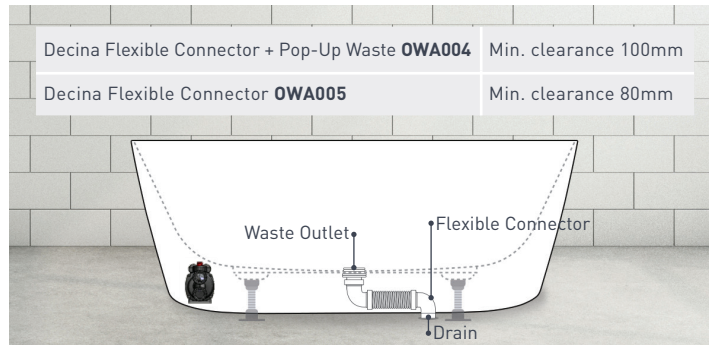 Decina Flexible Connector + Pop-Up Waste OWA004 Min. clearance 100mm
Decina Flexible Connector OWA005 Min. clearance 80mm
Waste Outlet
Flexible Connector
Drain